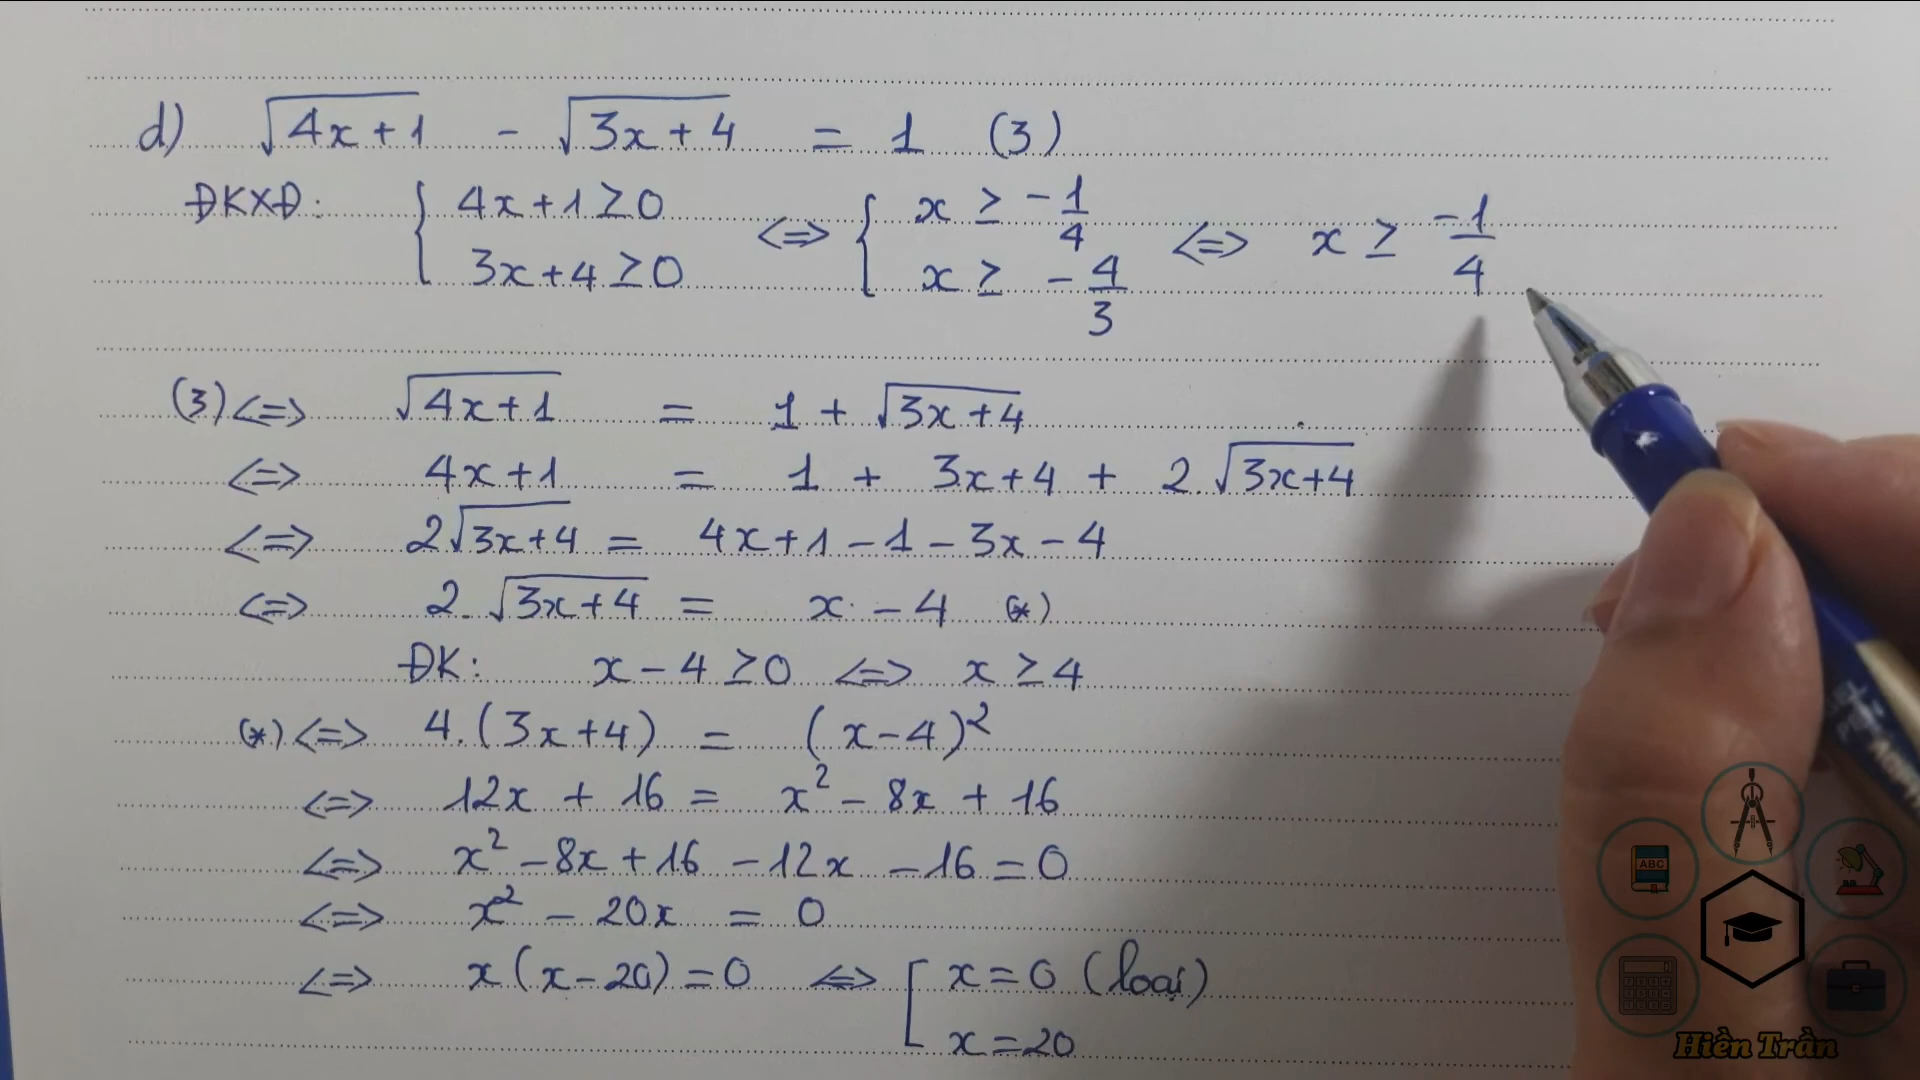 d) √(4x+1) - √(3x+4) = 1 (3)
ĐKXĐ: { 4x+1 ≥ 0 <=> { x ≥ -1/4 <=> x ≥ -1/4
3x+4 ≥ 0 x ≥ -4/3
(3) <=> √(4x+1) = 1 + √(3x+4)
<=> 4x+1 = 1 + 3x+4 + 2.√(3x+4)
<=> 2√(3x+4) = 4x+1-1-3x-4
<=> 2.√(3x+4) = x - 4 (*)
ĐK: x-4 ≥ 0 <=> x ≥ 4
(*) <=> 4.(3x+4) = (x-4)²
<=> 12x + 16 = x² - 8x + 16
<=> x² - 8x + 16 - 12x - 16 = 0
<=> x² - 20x = 0
<=> x(x-20) = 0 <=> [ x = 0 (loại)
x = 20
ABC
Hiền Trần